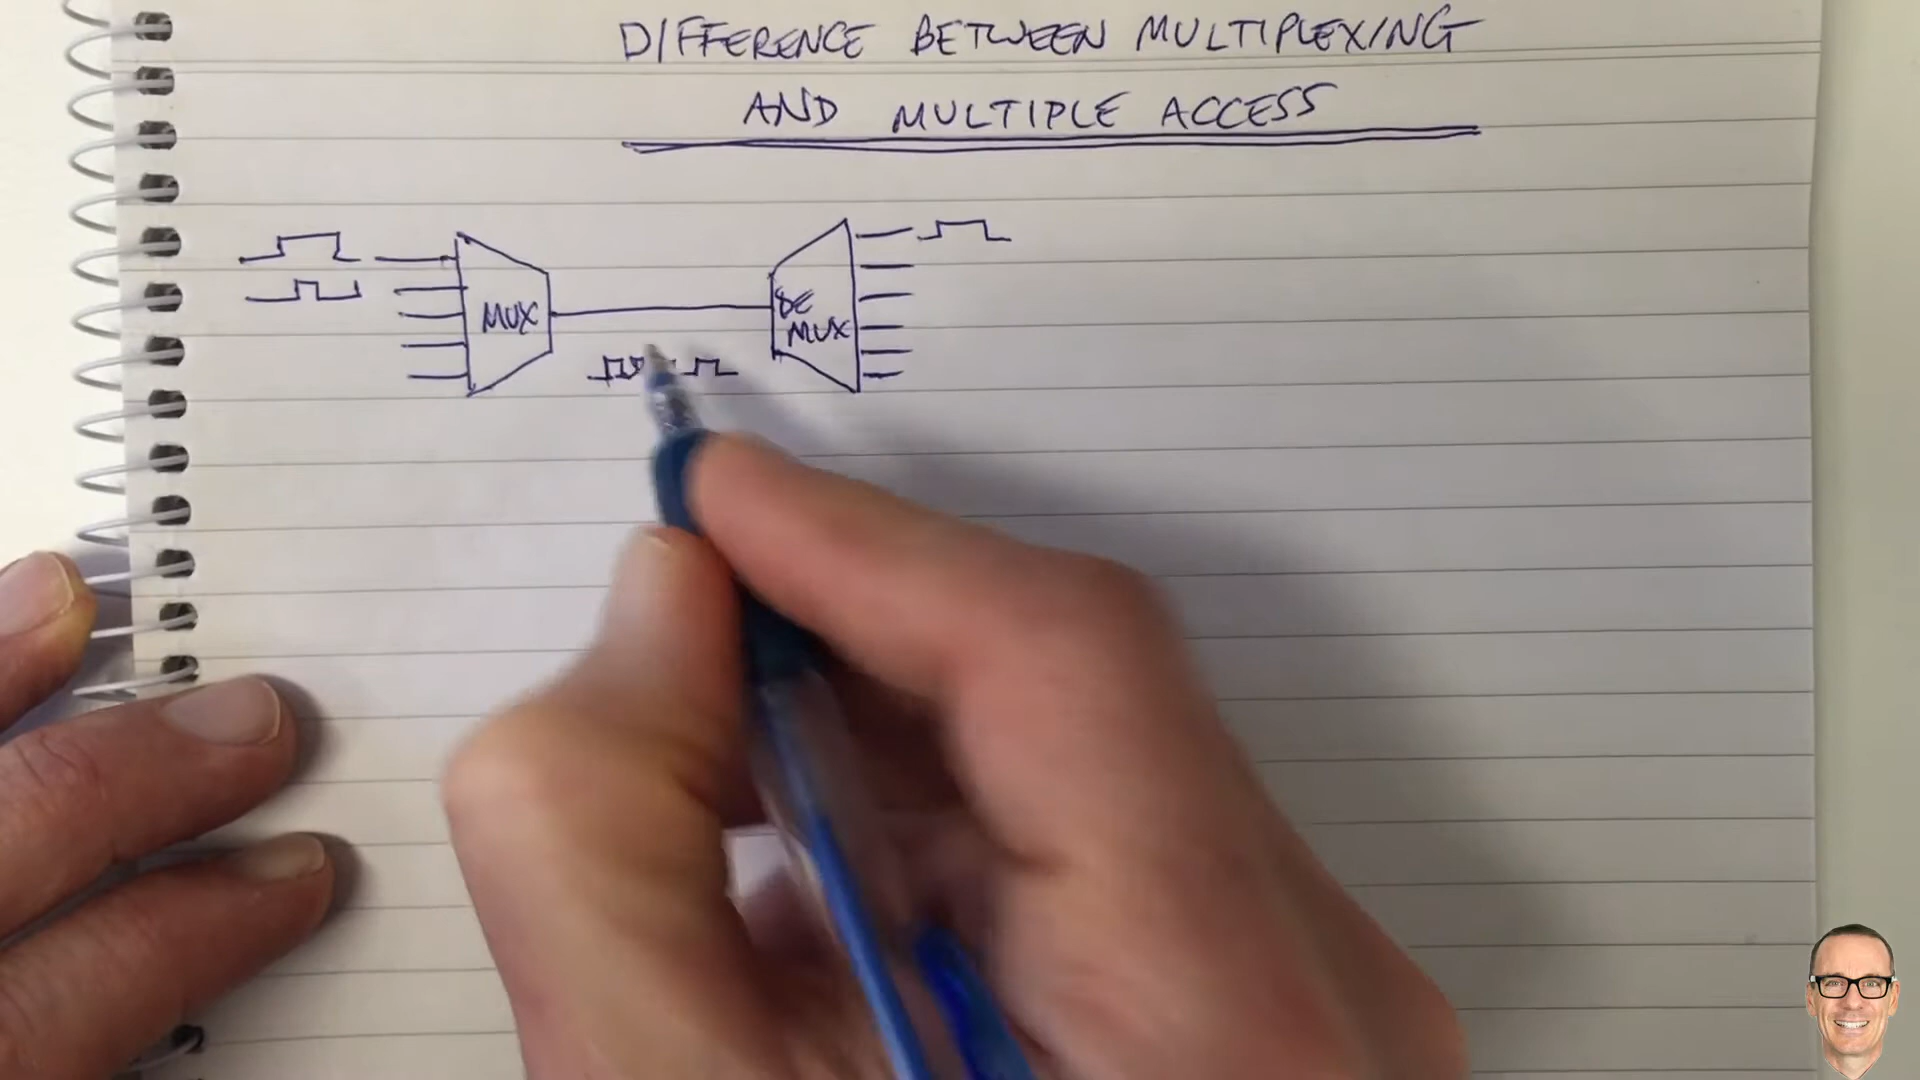 DIFFERENCE BETWEEN MULTIPLEXING
AND MULTIPLE ACCESS
MUX
DE
MUX